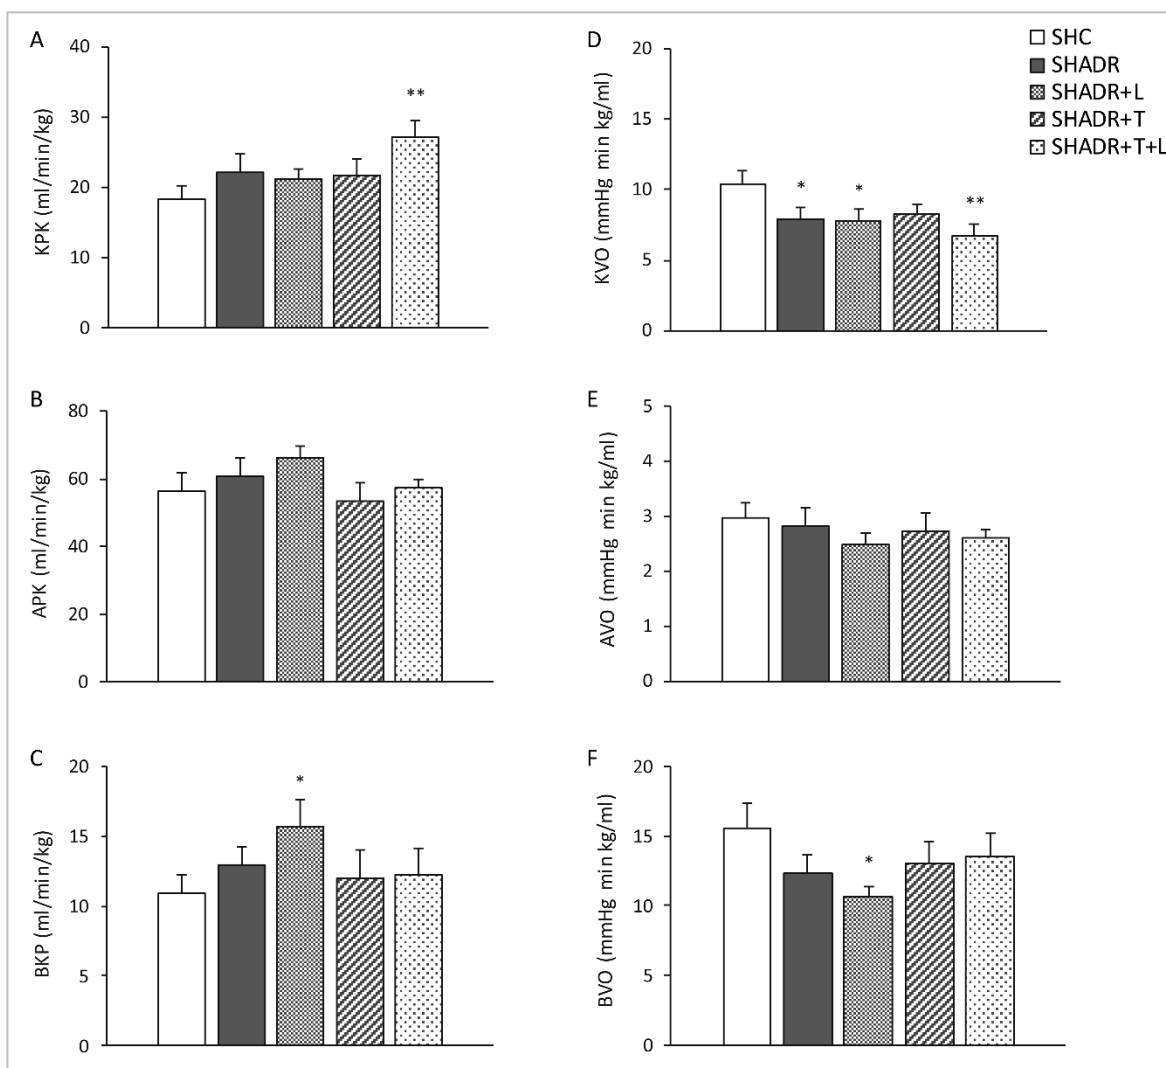 A
KPK (ml/min/kg)
40
30
20
10
0
**
D
KVO (mmHg min kg/ml)
20
15
10
5
0
*
*
**
SHC
SHADR
SHADR+L
SHADR+T
SHADR+T+L
B
APK (ml/min/kg)
80
60
40
20
0
E
AVO (mmHg min kg/ml)
5
4
3
2
1
0
C
BKP (ml/min/kg)
20
15
10
5
0
*
F
BVO (mmHg min kg/ml)
20
15
10
5
0
*